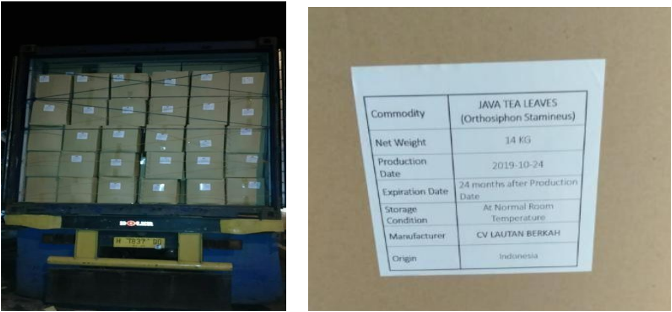 Commodity
JAVA TEA LEAVES
(Orthosiphon Stamineus)
Net Weight
14 KG
Production
Date
2019-10-24
Expiration Date
24 months after Production
Date
Storage
Condition
At Normal Room
Temperature
Manufacturer
CV LAUTAN BERKAH
Origin
Indonesia